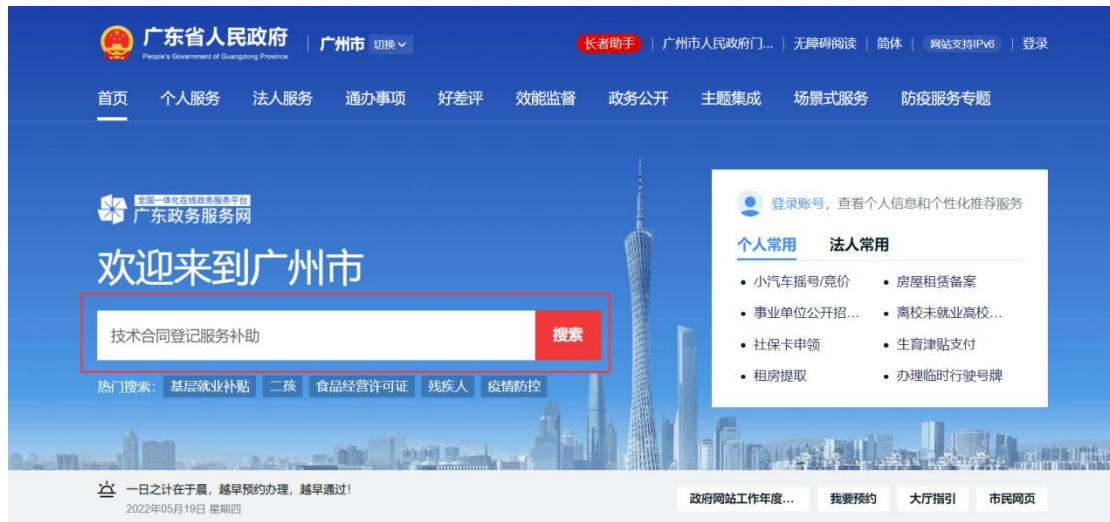 广东省人民政府 广州市 切换
People's Government of Guangdong Province
长者助手 | 广州市人民政府门... | 无障碍阅读 | 简体 | 网站支持IPv6 | 登录
首页 个人服务 法人服务 通办事项 好差评 效能监督 政务公开 主题集成 场景式服务 防疫服务专题
全国一体化在线政务服务平台
广东政务服务网
欢迎来到广州市
技术合同登记服务补助 搜索
热门搜索: 基层就业补贴 二孩 食品经营许可证 残疾人 疫情防控
登录账号，查看个人信息和个性化推荐服务
个人常用 法人常用
• 小汽车摇号/竞价 • 房屋租赁备案
• 事业单位公开招... • 离校未就业高校...
• 社保卡申领 • 生育津贴支付
• 租房提取 • 办理临时行驶号牌
一日之计在于晨，越早预约办理，越早通过!
2022年05月19日 星期四
政府网站工作年度... 我要预约 大厅指引 市民网页